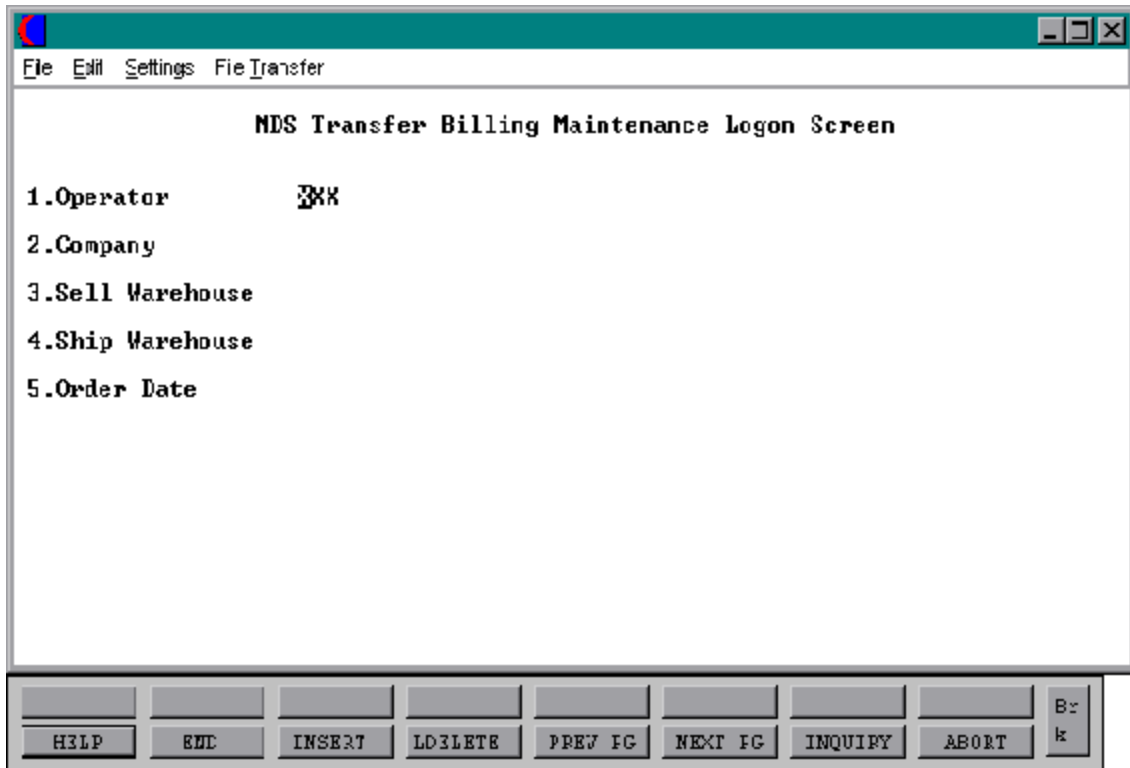 File Edit Settings File Transfer
NDS Transfer Billing Maintenance Logon Screen
1.Operator XXX
2.Company
3.Sell Warehouse
4.Ship Warehouse
5.Order Date
HELP END INSERT LDELETE PREV PG NEXT PG INQUIRY ABORT Brk